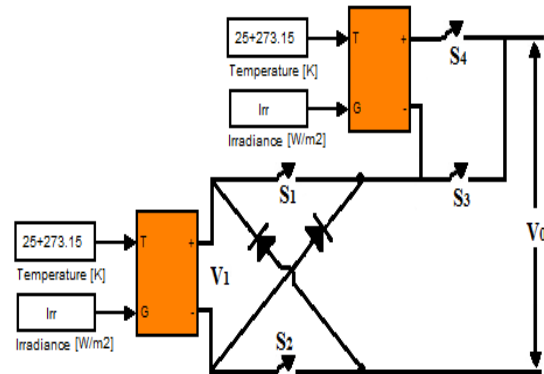 25+273.15
T
+
S4
Temperature [K]
Irr
G
-
Irradiance [W/m2]
S1
S3
25+273.15
T
+
Temperature [K]
V1
V0
Irr
G
-
Irradiance [W/m2]
S2